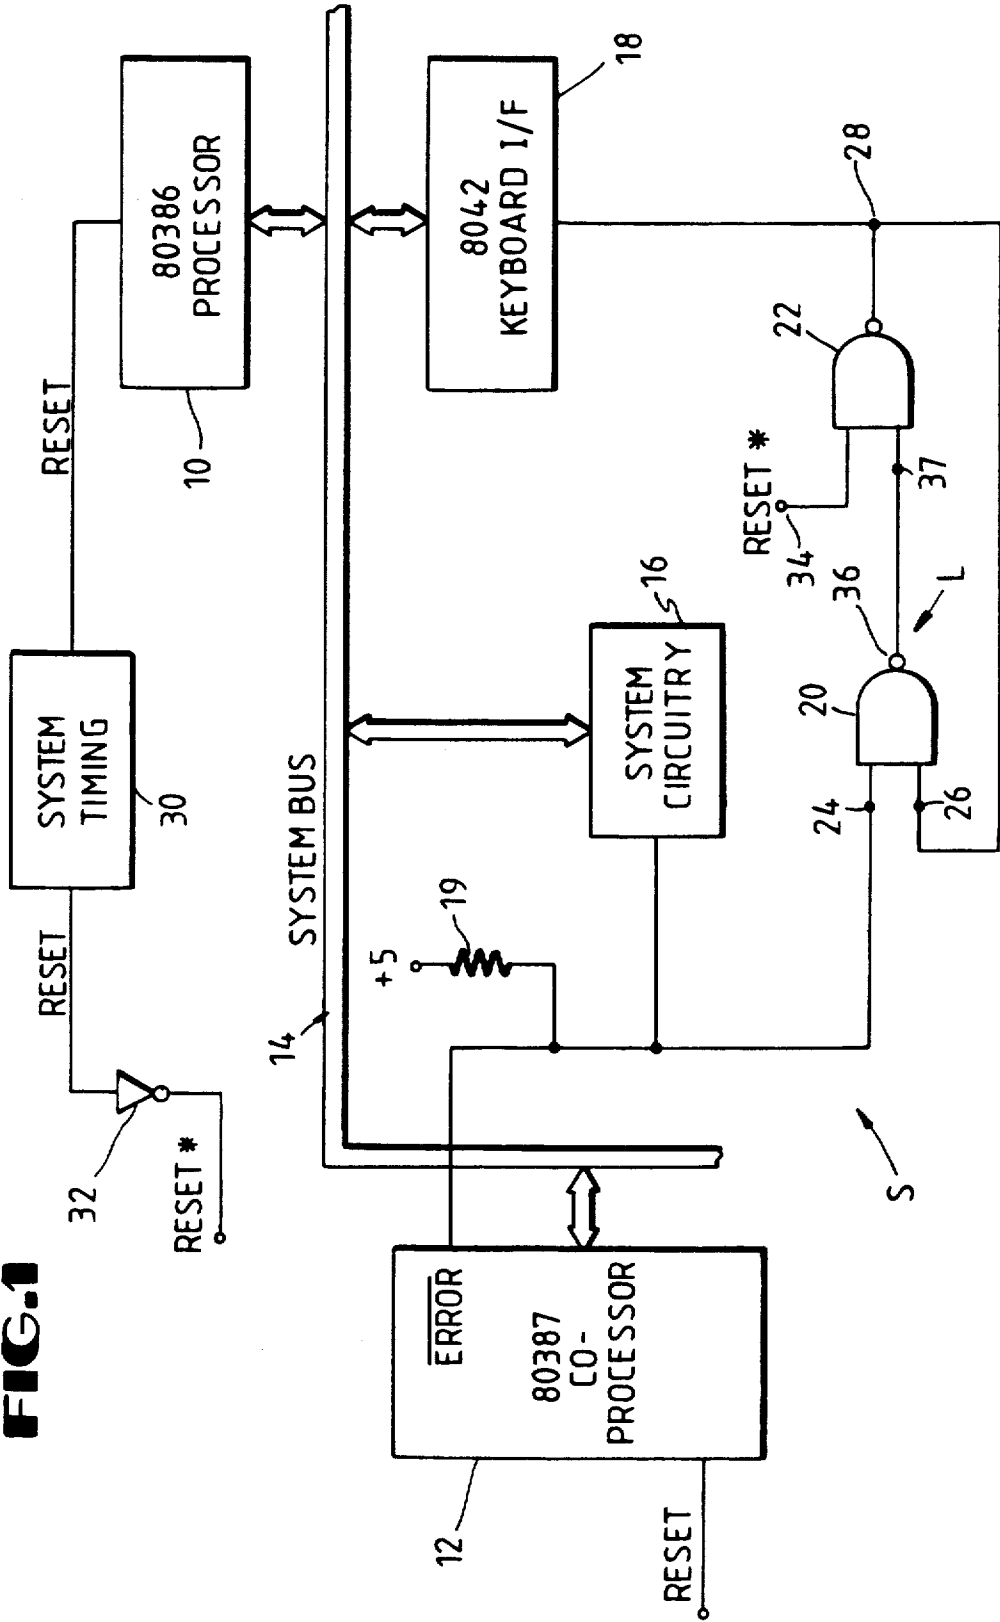 FIG.1
RESET
SYSTEM
TIMING
30
RESET
32
RESET *
80386
PROCESSOR
10
SYSTEM BUS
14
8042
KEYBOARD I/F
18
+5
19
SYSTEM
CIRCUITRY
16
ERROR
80387
CO-
PROCESSOR
12
RESET
S
24
26
20
36
L
RESET *
34
37
22
28